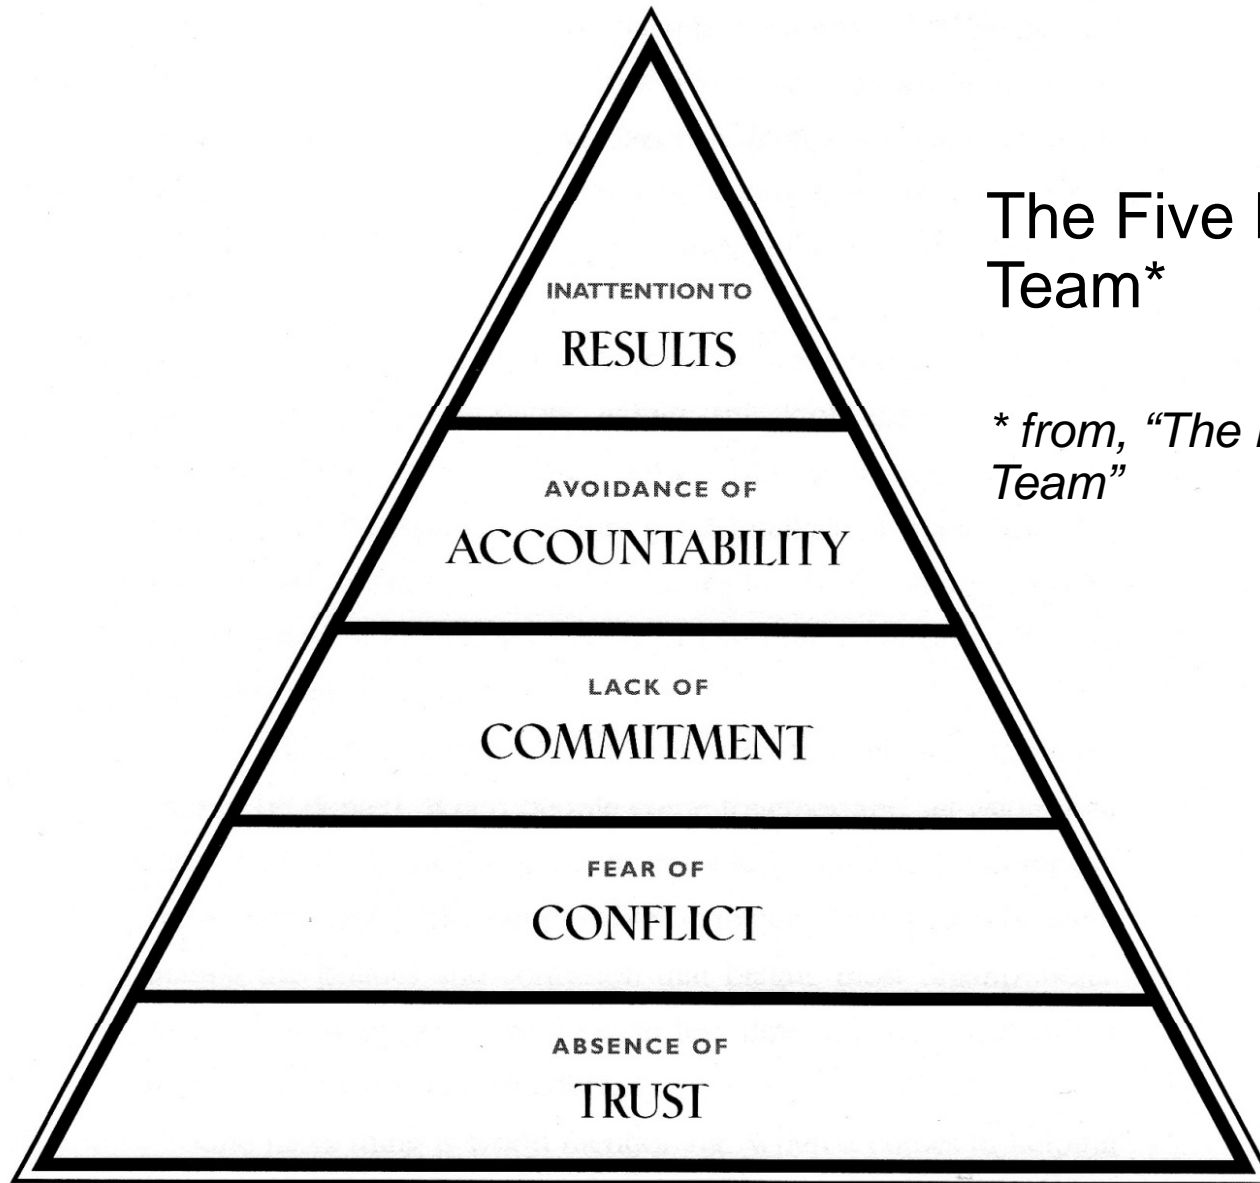 The Five
Team*
* from, “The
Team”
INATTENTION TO
RESULTS
AVOIDANCE OF
ACCOUNTABILITY
LACK OF
COMMITMENT
FEAR OF
CONFLICT
ABSENCE OF
TRUST